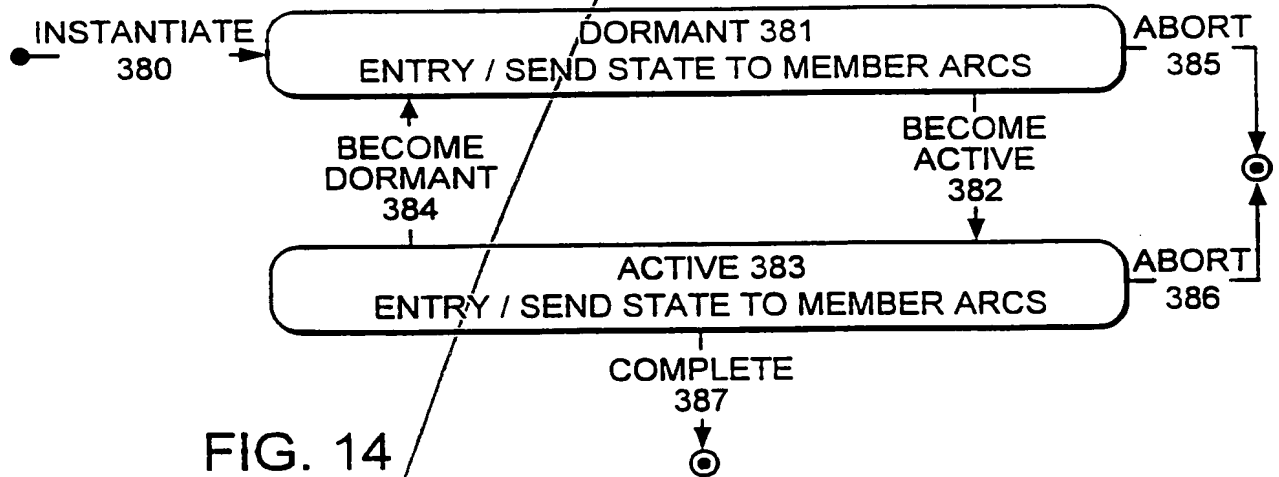 INSTANTIATE
380
DORMANT 381
ENTRY / SEND STATE TO MEMBER ARCS
ABORT
385
BECOME
DORMANT
384
BECOME
ACTIVE
382
ACTIVE 383
ENTRY / SEND STATE TO MEMBER ARCS
ABORT
386
COMPLETE
387
FIG. 14